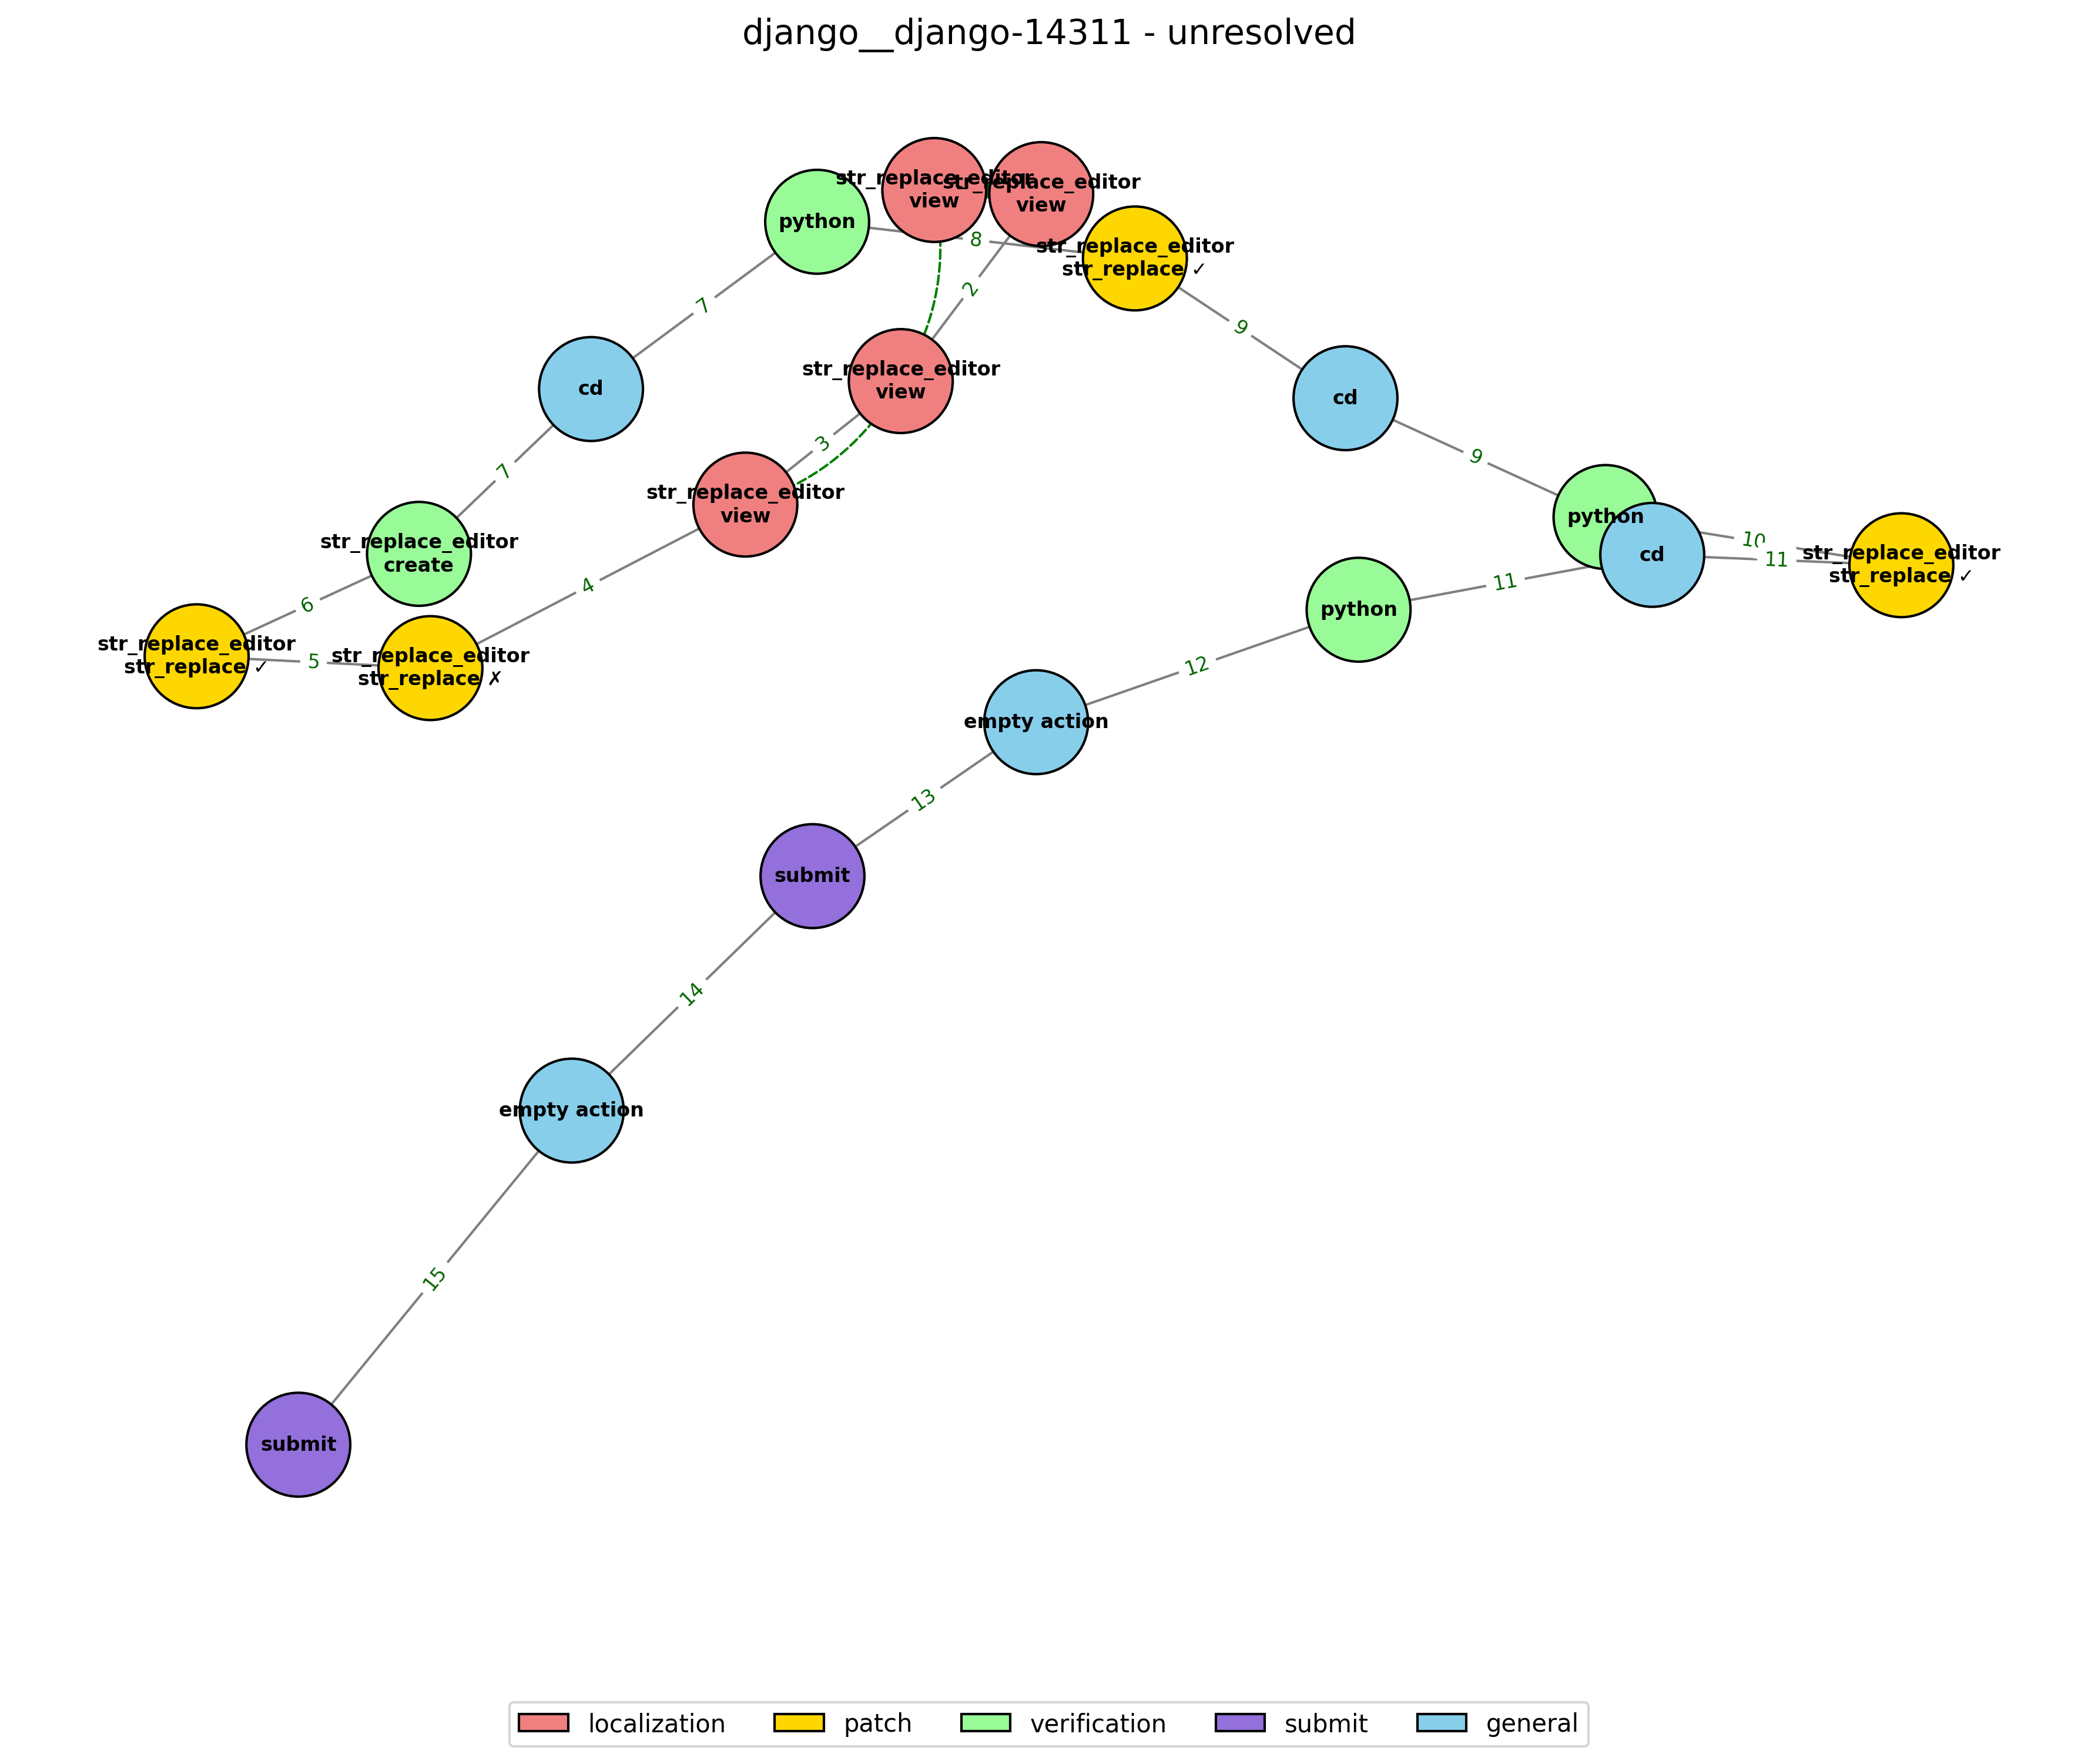 django__django-14311 - unresolved
str_replace_editor
view
str_replace_editor
view
python
8
str_replace_editor
str_replace ✓
2
7
9
str_replace_editor
view
cd
cd
3
9
7
str_replace_editor
view
python
10
str_replace_editor
create
cd
11
str_replace_editor
str_replace ✓
4
11
6
python
str_replace_editor
str_replace ✓
5
str_replace_editor
str_replace ✗
12
empty action
13
submit
14
empty action
15
submit
localization
patch
verification
submit
general